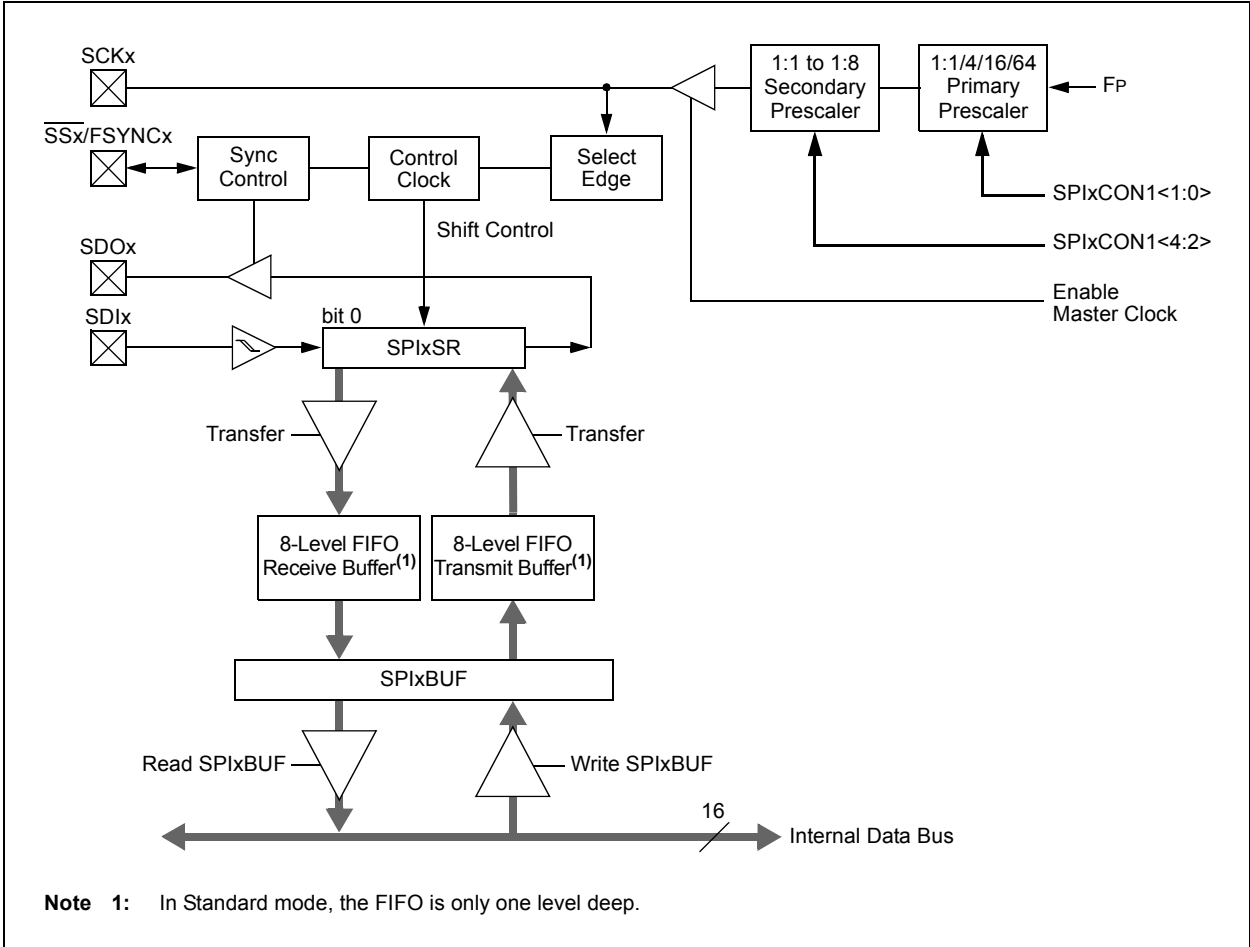 SCKx
1:1 to 1:8
Secondary
Prescaler
1:1/4/16/64
Primary
Prescaler
FP
SSx/FSYNCx
Sync
Control
Control
Clock
Select
Edge
SPIxCON1<1:0>
Shift Control
SPIxCON1<4:2>
SDOx
Enable
Master Clock
SDIx
bit 0
SPIxSR
Transfer
Transfer
8-Level FIFO
Receive Buffer(1)
8-Level FIFO
Transmit Buffer(1)
SPIxBUF
Read SPIxBUF
Write SPIxBUF
16
Internal Data Bus
Note 1: In Standard mode, the FIFO is only one level deep.